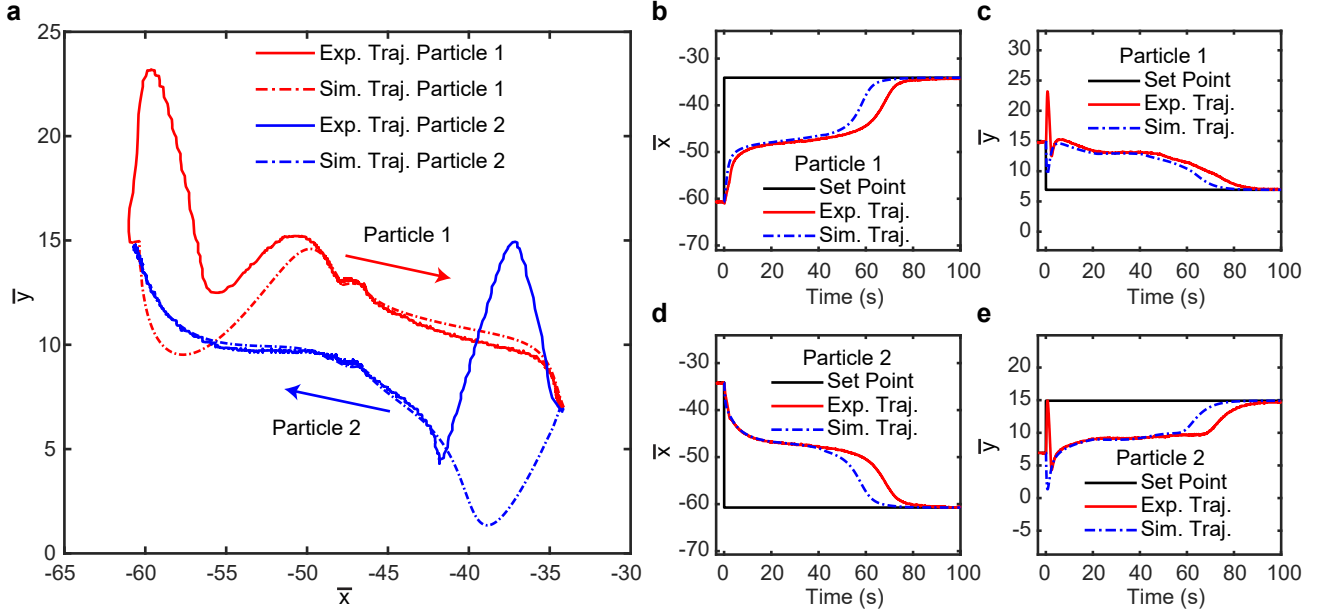 a
25
20
15
10
5
0
-65
-60
-55
-50
-45
-40
-35
-30
x̅
y̅
Exp. Traj. Particle 1
Sim. Traj. Particle 1
Exp. Traj. Particle 2
Sim. Traj. Particle 2
Particle 1
Particle 2
b
-30
-40
-50
-60
-70
x̅
0
20
40
60
80
100
Time (s)
Particle 1
Set Point
Exp. Traj.
Sim. Traj.
c
30
25
20
15
10
5
0
y̅
0
20
40
60
80
100
Time (s)
Particle 1
Set Point
Exp. Traj.
Sim. Traj.
d
-30
-40
-50
-60
-70
x̅
0
20
40
60
80
100
Time (s)
Particle 2
Set Point
Exp. Traj.
Sim. Traj.
e
20
15
10
5
0
-5
y̅
0
20
40
60
80
100
Time (s)
Particle 2
Set Point
Exp. Traj.
Sim. Traj.